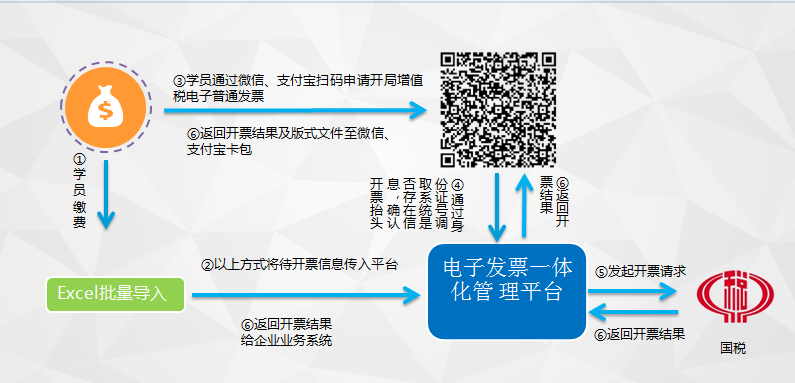 ③学员通过微信、支付宝扫码申请开局增值
税电子普通发票
$
⑥返回开票结果及版式文件至微信、
支付宝卡包
①学员缴费
④通过身
份证号调
取系统是
否存在信
息，确认
开票抬头
⑥返回开
票结果
②以上方式将待开票信息传入平台
Excel批量导入
⑥返回开票结果
给企业业务系统
电子发票一体
化管 理平台
⑤发起开票请求
税
⑥返回开票结果
国税